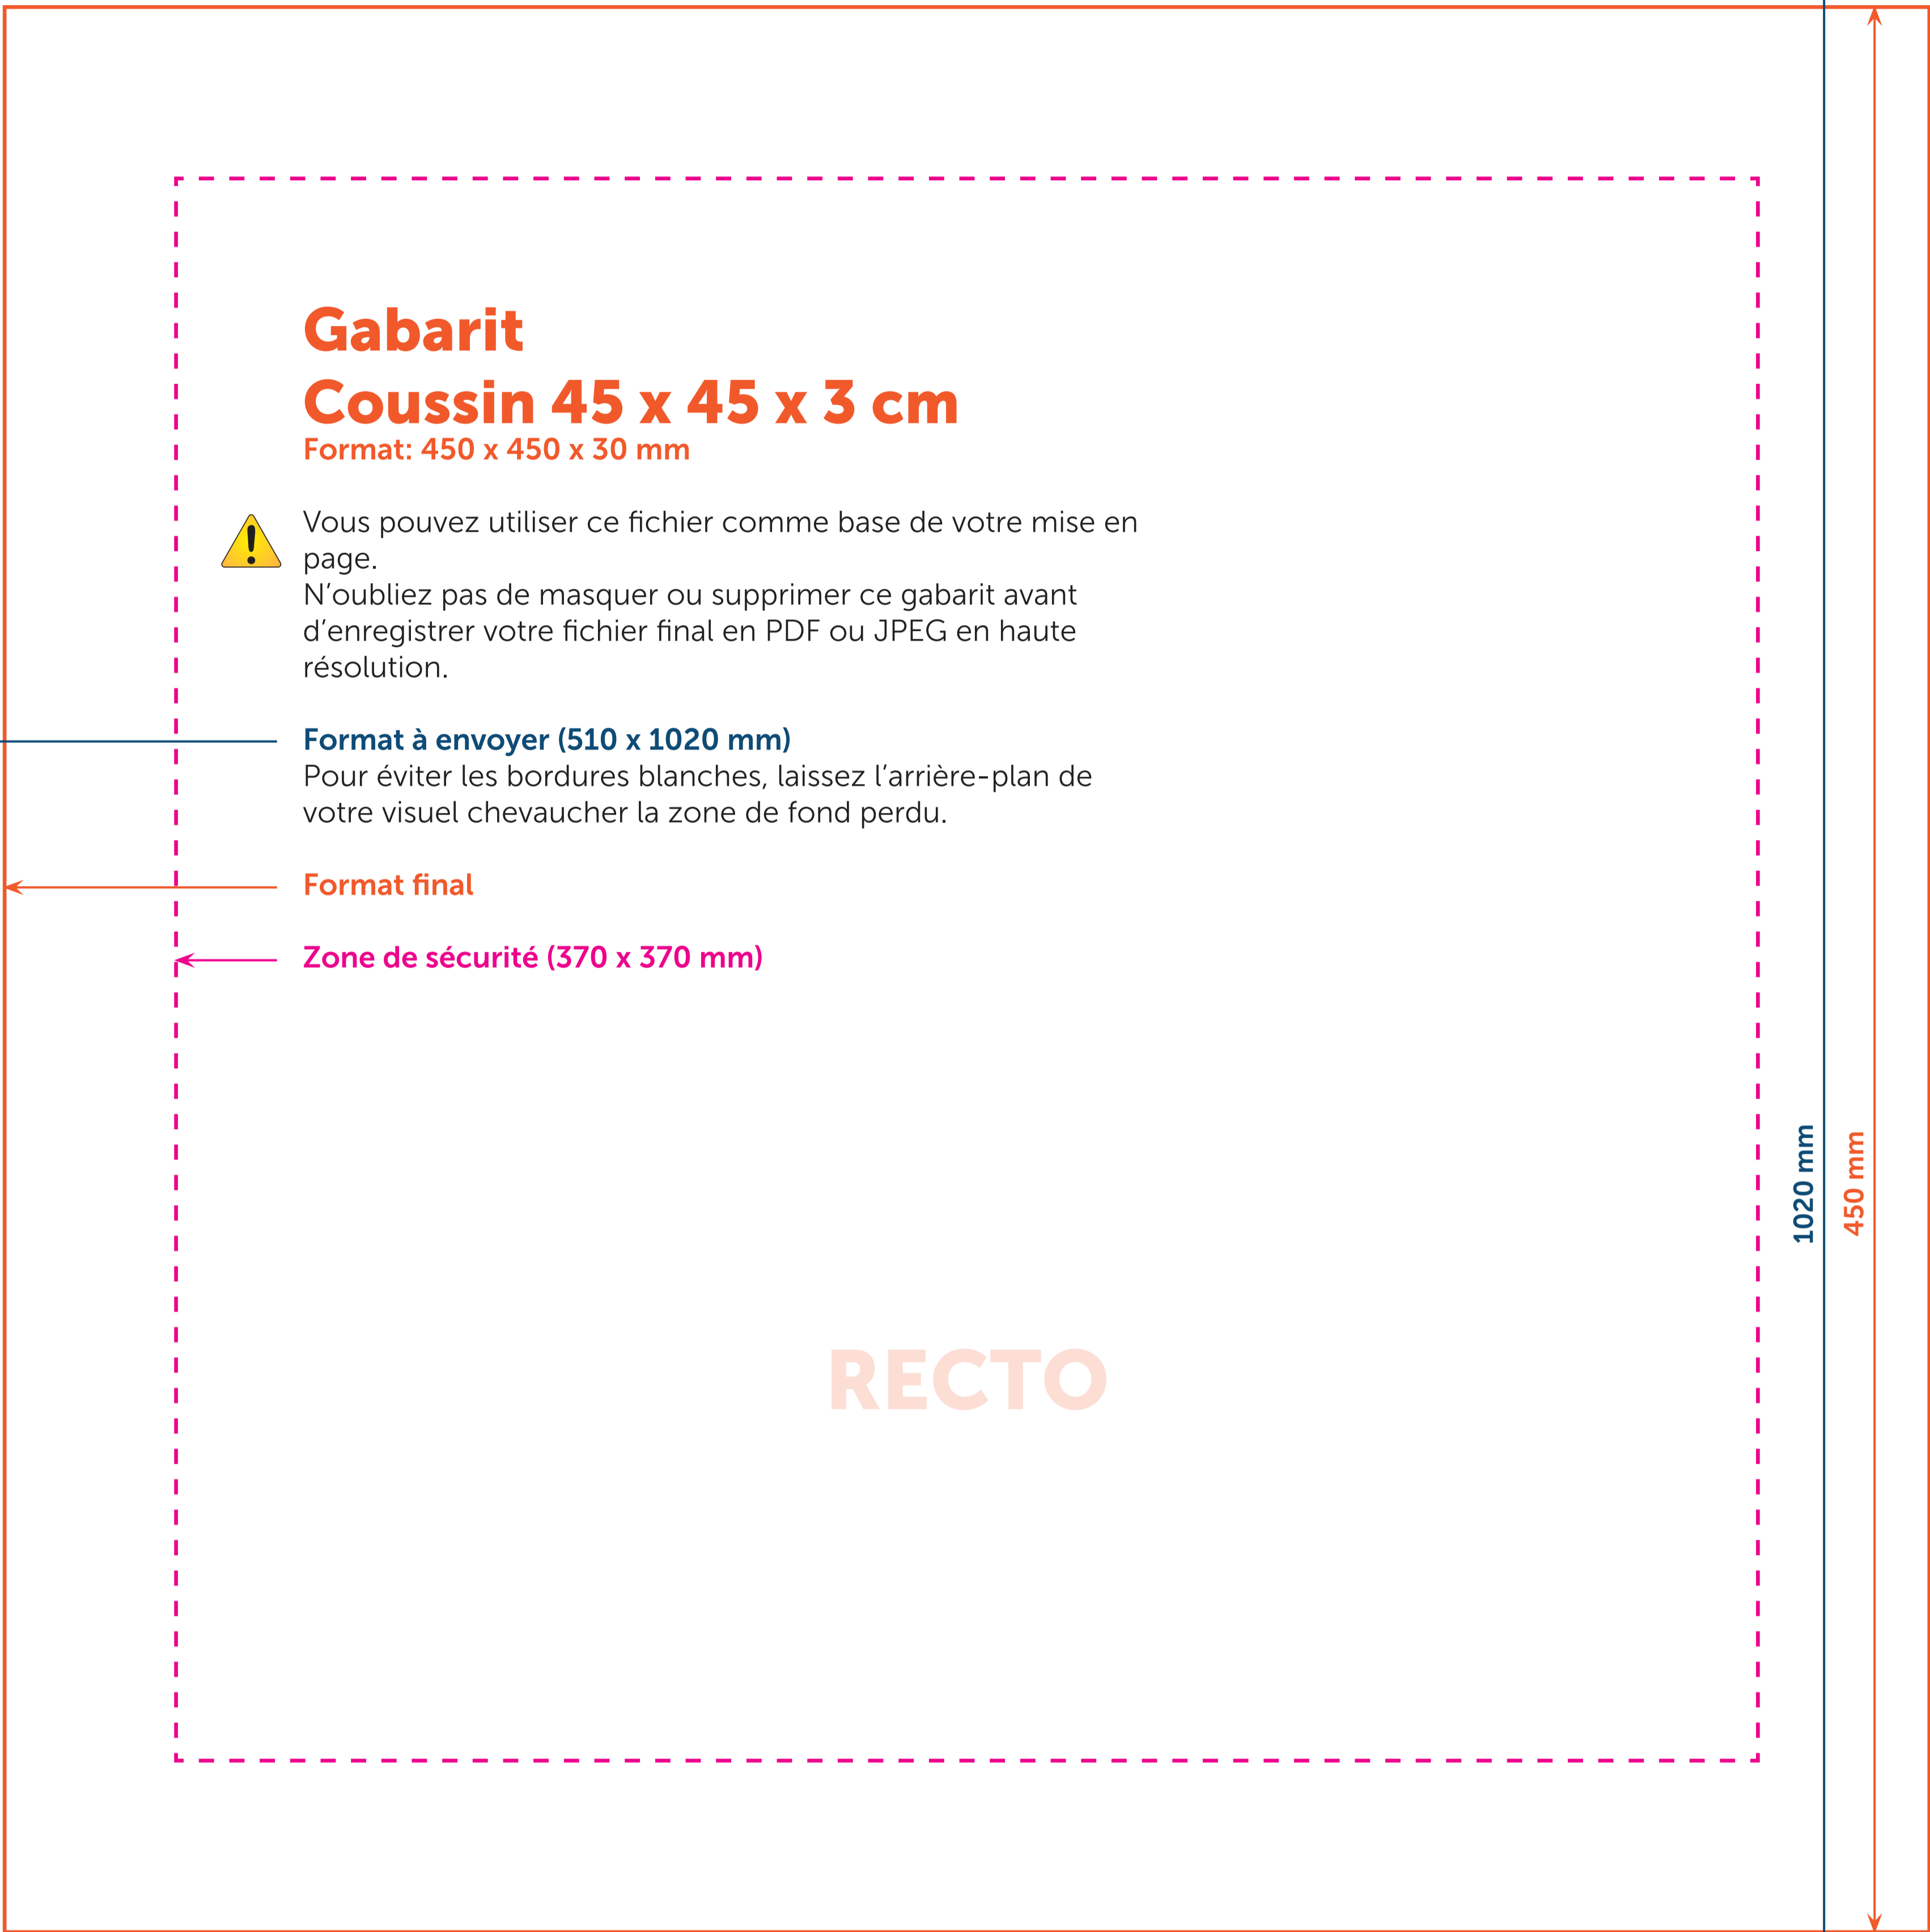 Gabarit
Coussin 45 x 45 x 3 cm
Format: 450 x 450 x 30 mm
Vous pouvez utiliser ce fichier comme base de votre mise en
page.
N’oubliez pas de masquer ou supprimer ce gabarit avant
d’enregistrer votre fichier final en PDF ou JPEG en haute
résolution.
Format à envoyer (510 x 1020 mm)
Pour éviter les bordures blanches, laissez l’arrière-plan de
votre visuel chevaucher la zone de fond perdu.
Format final
Zone de sécurité (370 x 370 mm)
1020 mm
450 mm
RECTO